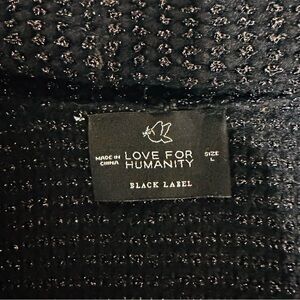 MADE IN
CHINA
LOVE FOR
HUMANITY
SIZE
L
BLACK LABEL